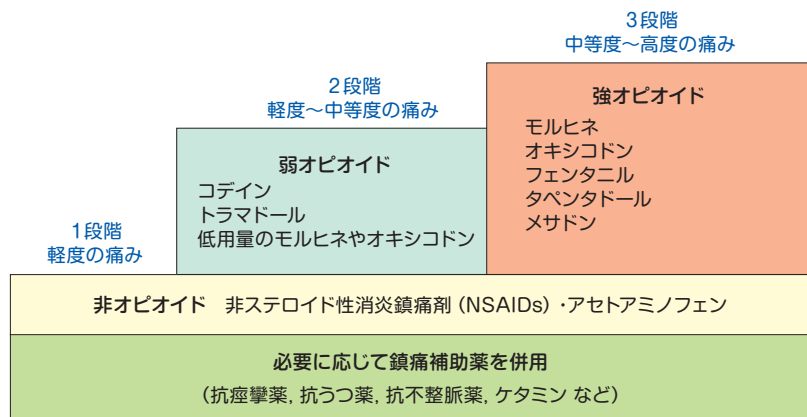 3段階
中等度〜高度の痛み
強オピオイド
モルヒネ
オキシコドン
フェンタニル
タペンタドール
メサドン
2段階
軽度〜中等度の痛み
弱オピオイド
コデイン
トラマドール
低用量のモルヒネやオキシコドン
1段階
軽度の痛み
非オピオイド 非ステロイド性消炎鎮痛剤（NSAIDs）・アセトアミノフェン
必要に応じて鎮痛補助薬を併用
（抗痙攣薬, 抗うつ薬, 抗不整脈薬, ケタミン など）